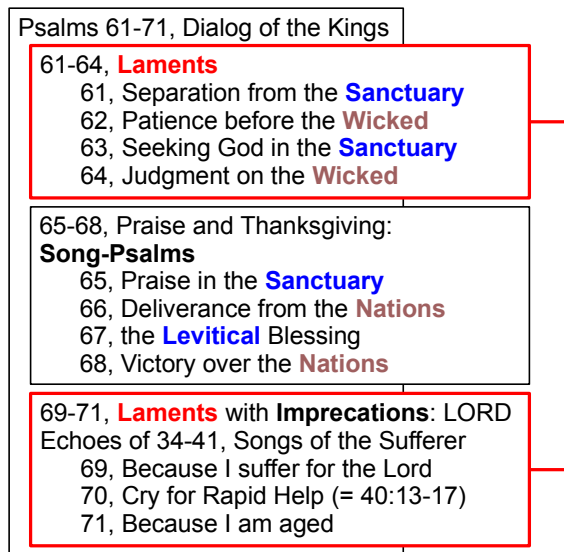 Psalms 61-71, Dialog of the Kings
61-64, Laments
61, Separation from the Sanctuary
62, Patience before the Wicked
63, Seeking God in the Sanctuary
64, Judgment on the Wicked
65-68, Praise and Thanksgiving:
Song-Psalms
65, Praise in the Sanctuary
66, Deliverance from the Nations
67, the Levitical Blessing
68, Victory over the Nations
69-71, Laments with Imprecations: LORD
Echoes of 34-41, Songs of the Sufferer
69, Because I suffer for the Lord
70, Cry for Rapid Help (= 40:13-17)
71, Because I am aged